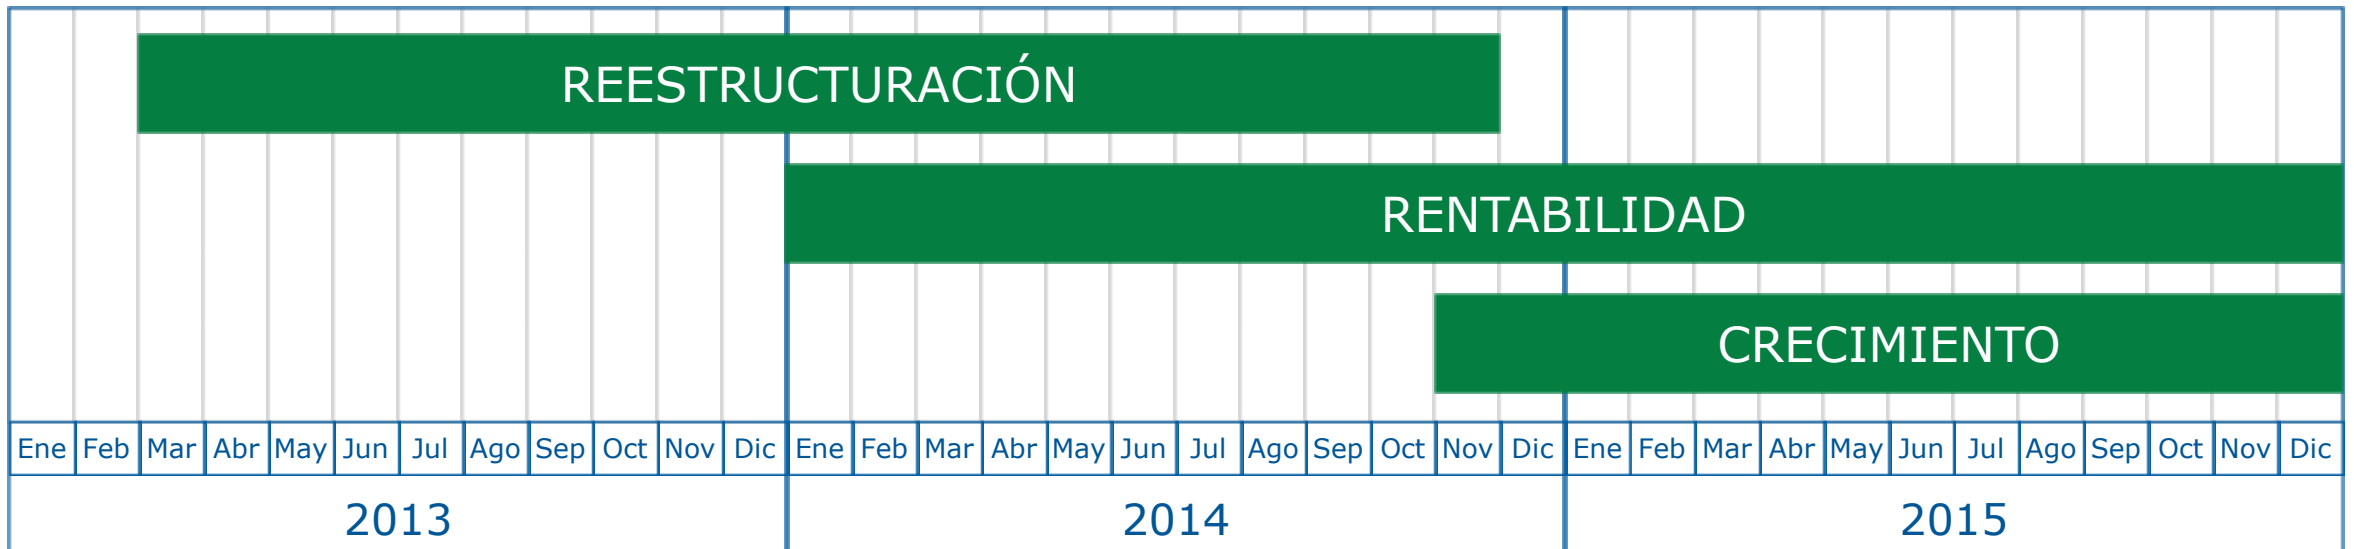 REESTRUCTURACIÓN
RENTABILIDAD
CRECIMIENTO
Ene Feb Mar Abr May Jun Jul Ago Sep Oct Nov Dic Ene Feb Mar Abr May Jun Jul Ago Sep Oct Nov Dic Ene Feb Mar Abr May Jun Jul Ago Sep Oct Nov Dic
2013 2014 2015